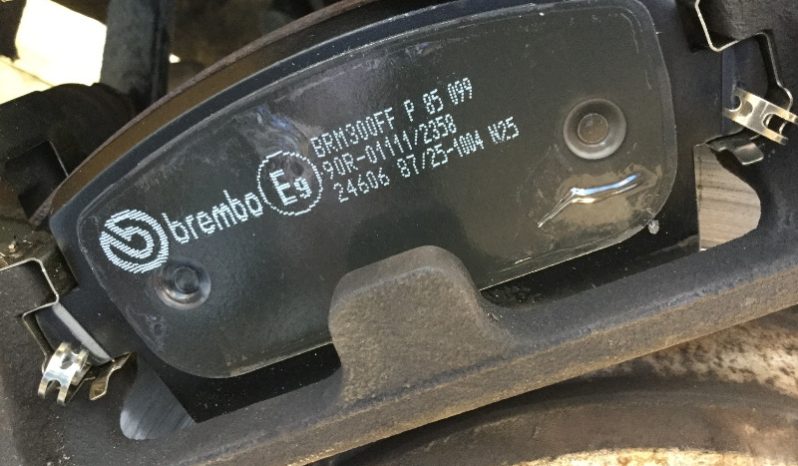 brembo
E9
BRM300FF P 85 099
90R-01111/2358
24606 87/25-1004 N25